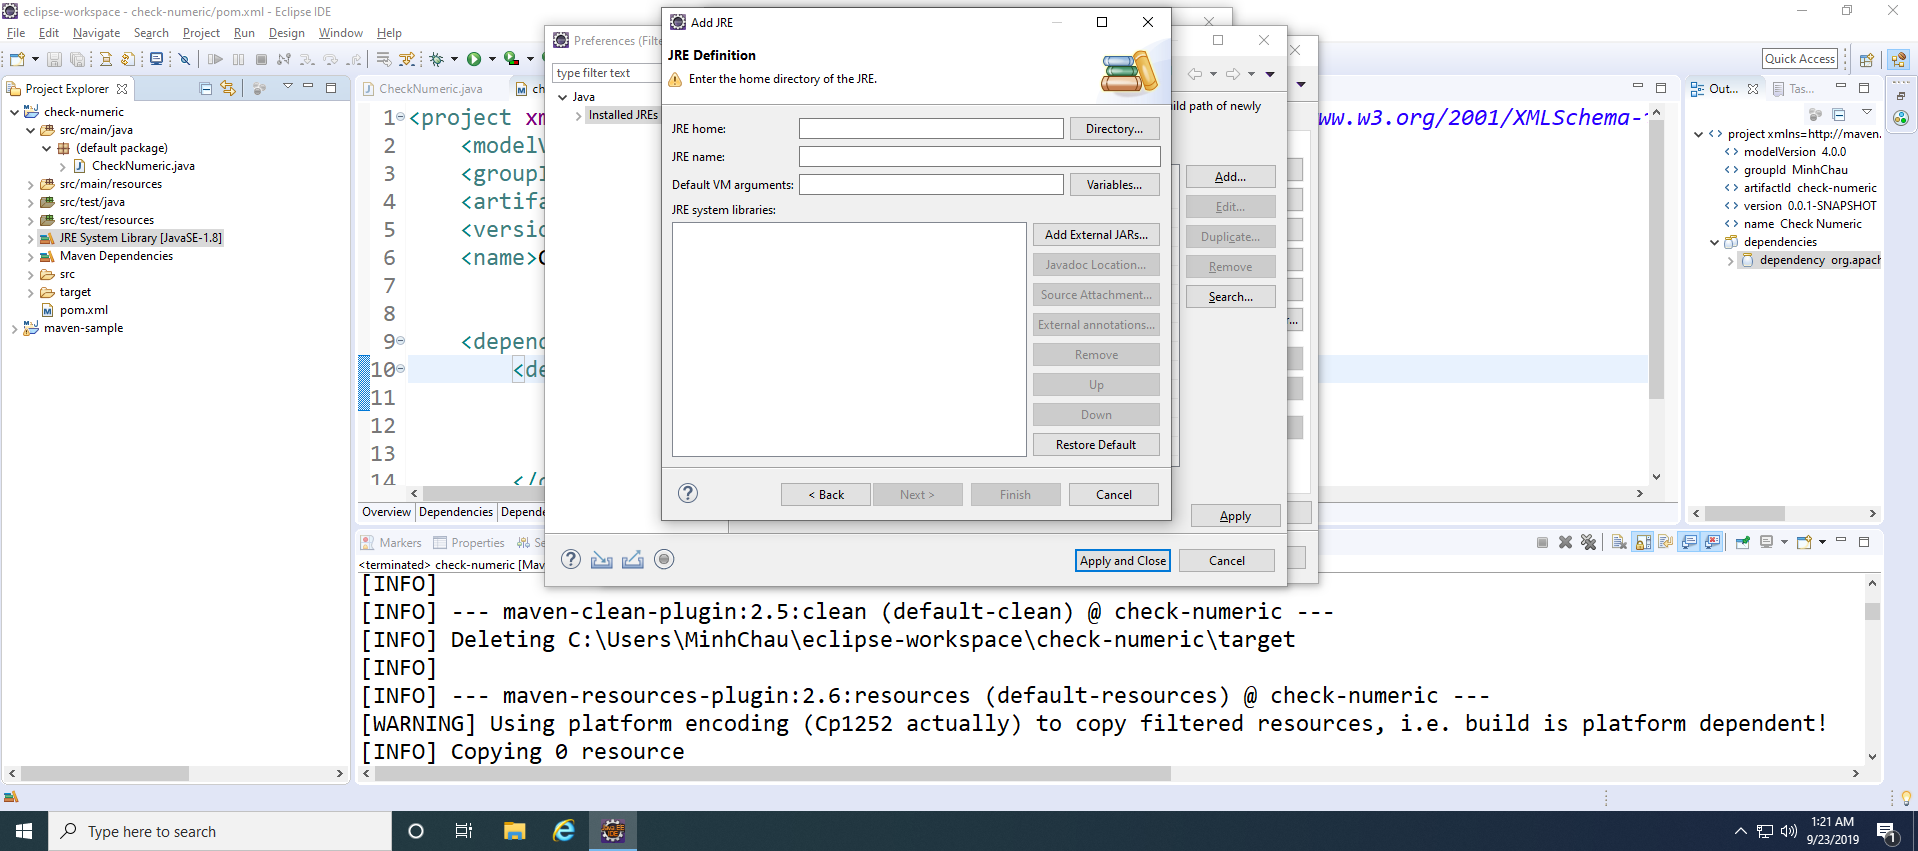 eclipse-workspace - check-numeric/pom.xml - Eclipse IDE
File Edit Navigate Search Project Run Design Window Help
Quick Access
Project Explorer
check-numeric
src/main/java
(default package)
CheckNumeric.java
src/main/resources
src/test/java
src/test/resources
JRE System Library [JavaSE-1.8]
Maven Dependencies
src
target
pom.xml
maven-sample
CheckNumeric.java
ch
1 <project xm
ww.w3.org/2001/XMLSchema-
2 <modelV
3 <groupI
4 <artifa
5 <versio
6 <name>C
7
8
9 <depend
10 <de
11
12
13
14 </d
Overview Dependencies Depende
Preferences (Filte
type filter text
Java
Installed JREs
ild path of newly
Add...
Edit...
Duplicate...
Remove
Search...
Apply
Apply and Close
Cancel
Add JRE
JRE Definition
Enter the home directory of the JRE.
JRE home:
Directory...
JRE name:
Default VM arguments:
Variables...
JRE system libraries:
Add External JARs...
Javadoc Location...
Source Attachment...
External annotations...
Remove
Up
Down
Restore Default
< Back
Next >
Finish
Cancel
Out...
Tas...
project xmlns=http://maven.
modelVersion 4.0.0
groupId MinhChau
artifactId check-numeric
version 0.0.1-SNAPSHOT
name Check Numeric
dependencies
dependency org.apach
Markers
Properties
Se
<terminated> check-numeric [Mav
[INFO]
[INFO] --- maven-clean-plugin:2.5:clean (default-clean) @ check-numeric ---
[INFO] Deleting C:\Users\MinhChau\eclipse-workspace\check-numeric\target
[INFO]
[INFO] --- maven-resources-plugin:2.6:resources (default-resources) @ check-numeric ---
[WARNING] Using platform encoding (Cp1252 actually) to copy filtered resources, i.e. build is platform dependent!
[INFO] Copying 0 resource
Type here to search
1:21 AM
9/23/2019
1